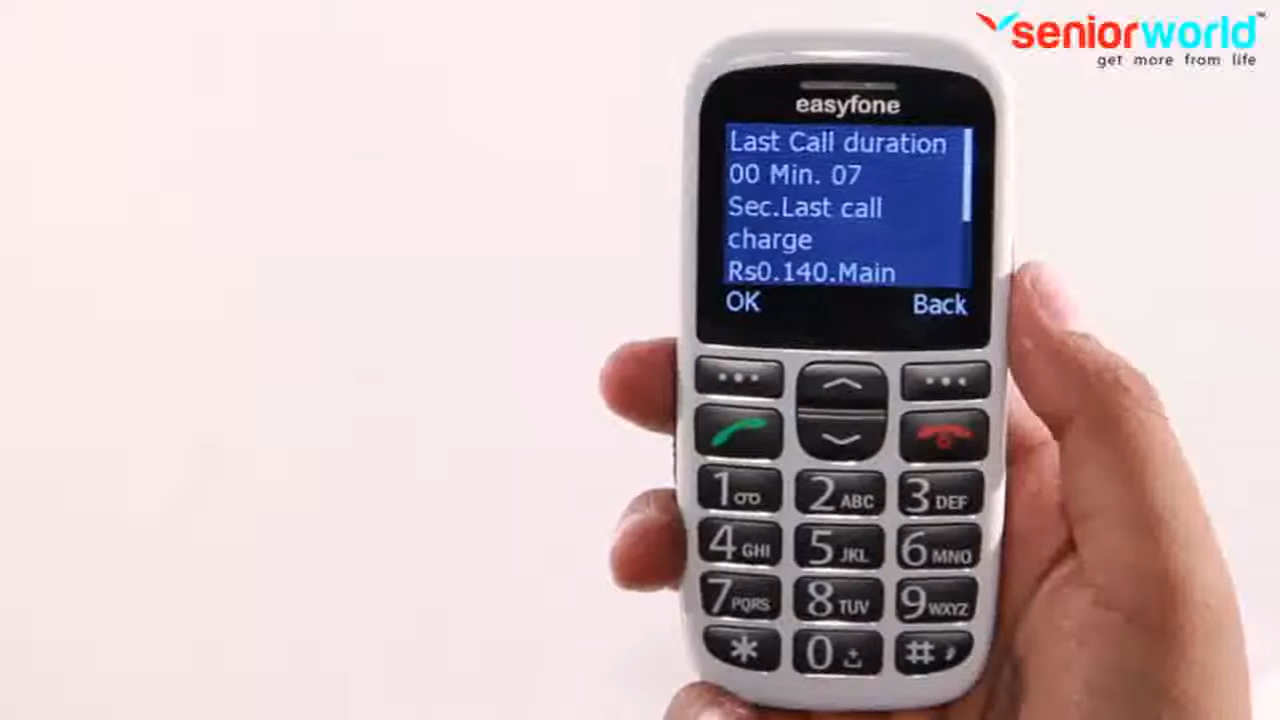 seniorworld™
get more from life
easyfone
Last Call duration
00 Min. 07
Sec.Last call
charge
Rs0.140.Main
OK Back
1 2 ABC 3 DEF
4 GHI 5 JKL 6 MNO
7 PQRS 8 TUV 9 WXYZ
* 0 #